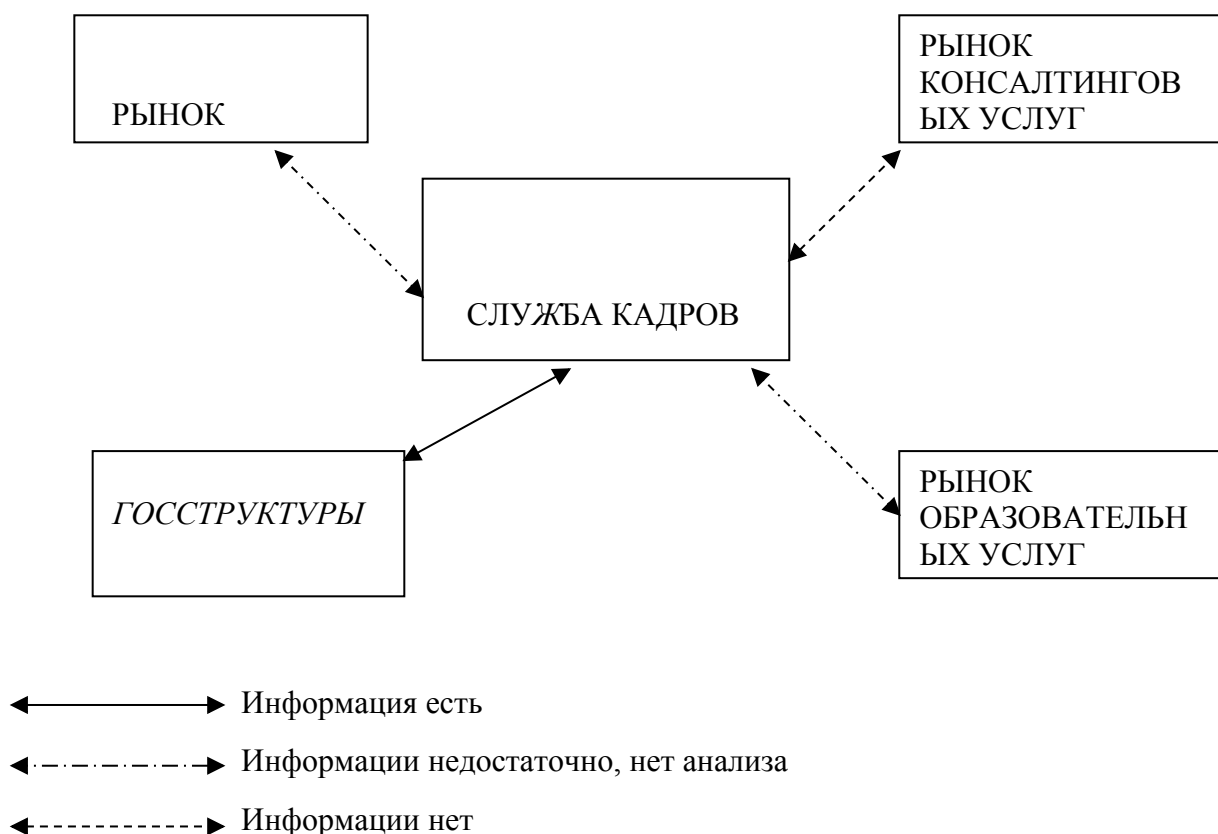 РЫНОК
РЫНОК
КОНСАЛТИНГОВ
ЫХ УСЛУГ
СЛУЖБА КАДРОВ
ГОССТРУКТУРЫ
РЫНОК
ОБРАЗОВАТЕЛЬН
ЫХ УСЛУГ
Информация есть
Информации недостаточно, нет анализа
Информации нет